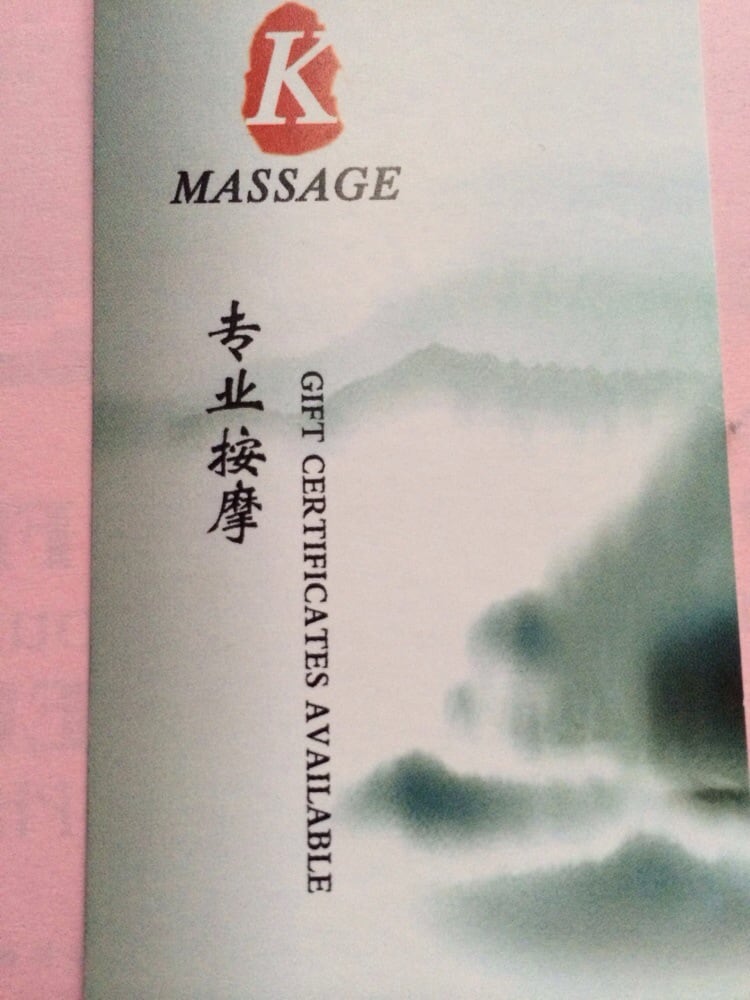 K
MASSAGE
专业按摩
GIFT CERTIFICATES AVAILABLE